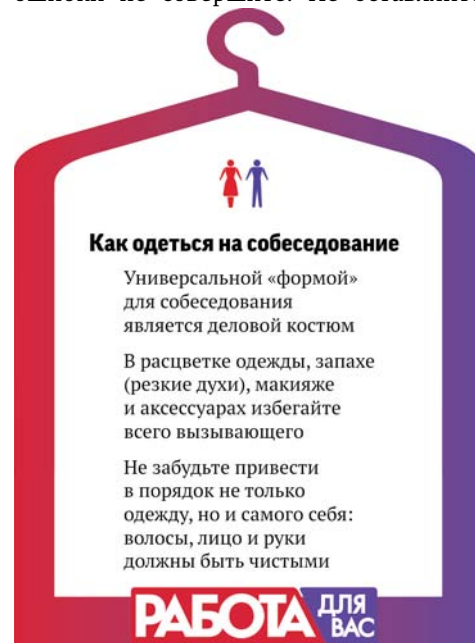 Как одеться на собеседование
Универсальной «формой»
для собеседования
является деловой костюм
В расцветке одежды, запахе
(резкие духи), макияже
и аксессуарах избегайте
всего вызывающего
Не забудьте привести
в порядок не только
одежду, но и самого себя:
волосы, лицо и руки
должны быть чистыми
РАБОТА ДЛЯ
ВАС